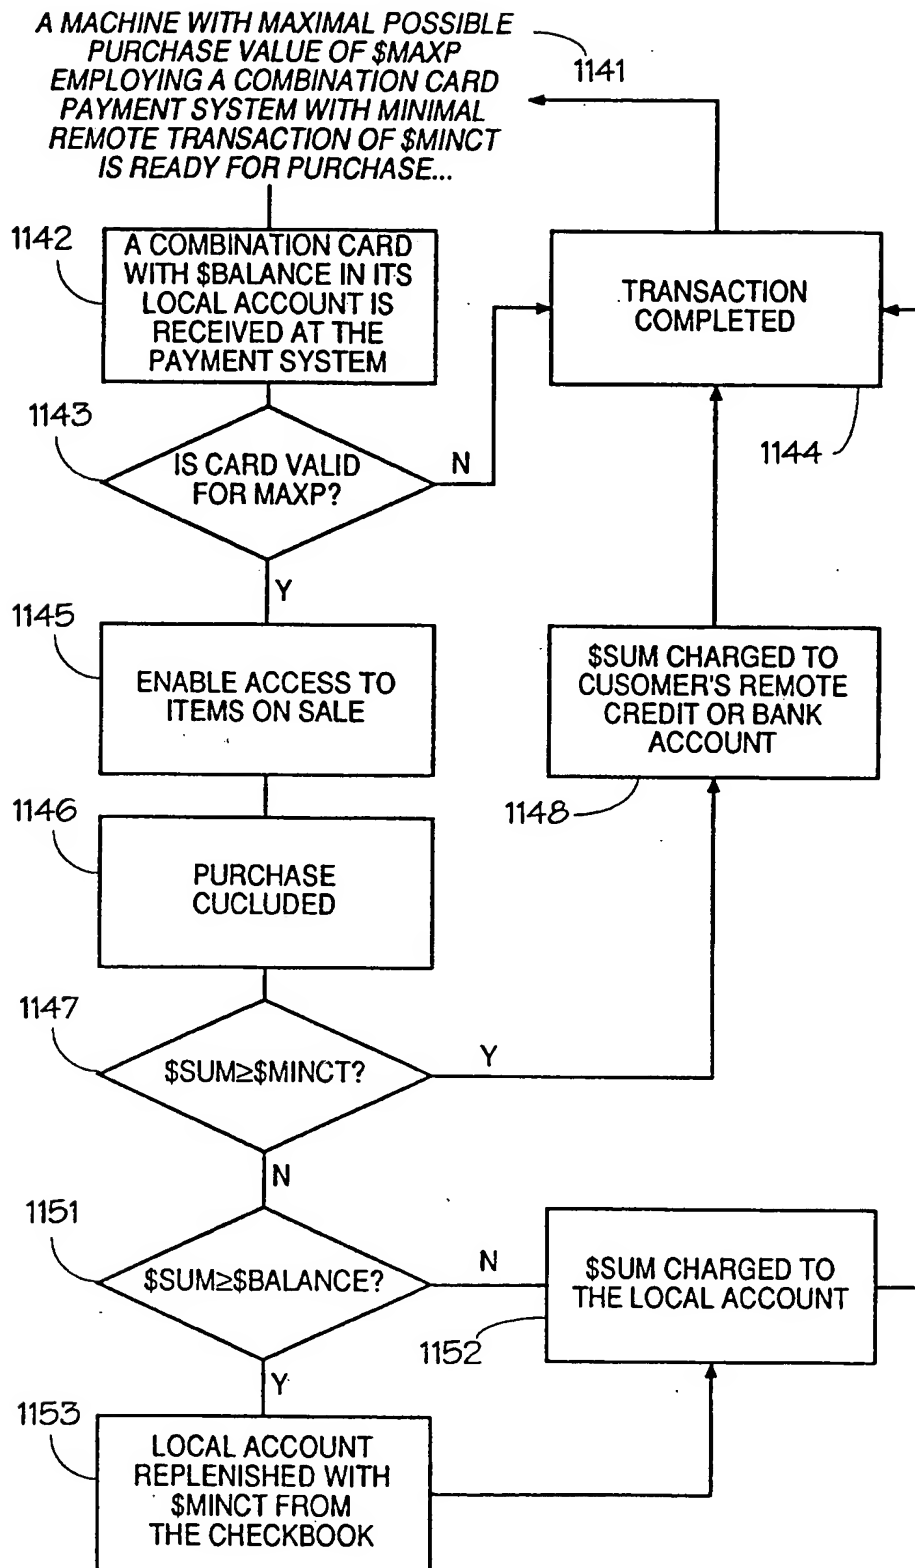 A MACHINE WITH MAXIMAL POSSIBLE
PURCHASE VALUE OF $MAXP
EMPLOYING A COMBINATION CARD
PAYMENT SYSTEM WITH MINIMAL
REMOTE TRANSACTION OF $MINCT
IS READY FOR PURCHASE...
1141
1142
A COMBINATION CARD
WITH $BALANCE IN ITS
LOCAL ACCOUNT IS
RECEIVED AT THE
PAYMENT SYSTEM
TRANSACTION
COMPLETED
1144
1143
IS CARD VALID
FOR MAXP?
N
Y
1145
ENABLE ACCESS TO
ITEMS ON SALE
$SUM CHARGED TO
CUSOMER'S REMOTE
CREDIT OR BANK
ACCOUNT
1148
1146
PURCHASE
CUCLUDED
1147
$SUM≥$MINCT?
Y
N
1151
$SUM≥$BALANCE?
N
$SUM CHARGED TO
THE LOCAL ACCOUNT
1152
Y
1153
LOCAL ACCOUNT
REPLENISHED WITH
$MINCT FROM
THE CHECKBOOK